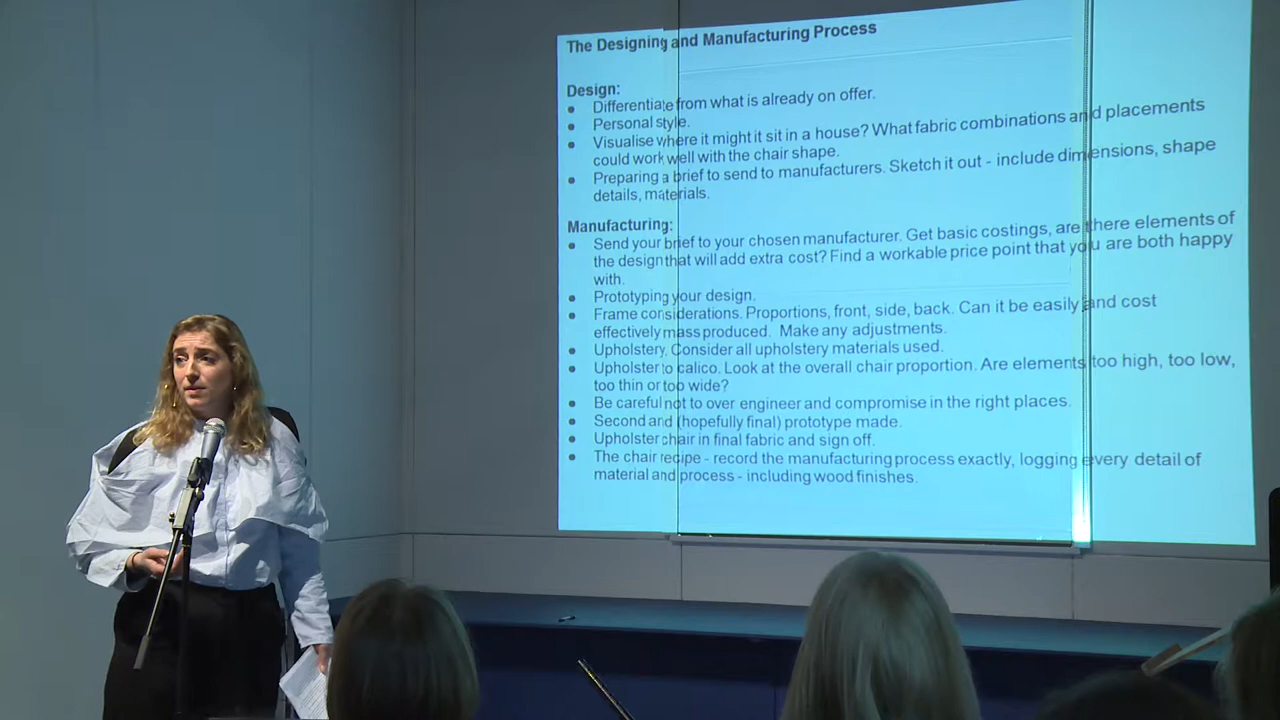 The Designing and Manufacturing Process
Design:
• Differentiate from what is already on offer.
• Personal style.
• Visualise where it might it sit in a house? What fabric combinations and placements
could work well with the chair shape.
• Preparing a brief to send to manufacturers. Sketch it out - include dimensions, shape
details, materials.
Manufacturing:
• Send your brief to your chosen manufacturer. Get basic costings, are there elements of
the design that will add extra cost? Find a workable price point that you are both happy
with.
• Prototyping your design.
• Frame considerations. Proportions, front, side, back. Can it be easily and cost
effectively mass produced. Make any adjustments.
• Upholstery. Consider all upholstery materials used.
• Upholster to calico. Look at the overall chair proportion. Are elements too high, too low,
too thin or too wide?
• Be careful not to over engineer and compromise in the right places.
• Second and (hopefully final) prototype made.
• Upholster chair in final fabric and sign off.
• The chair recipe - record the manufacturing process exactly, logging every detail of
material and process - including wood finishes.